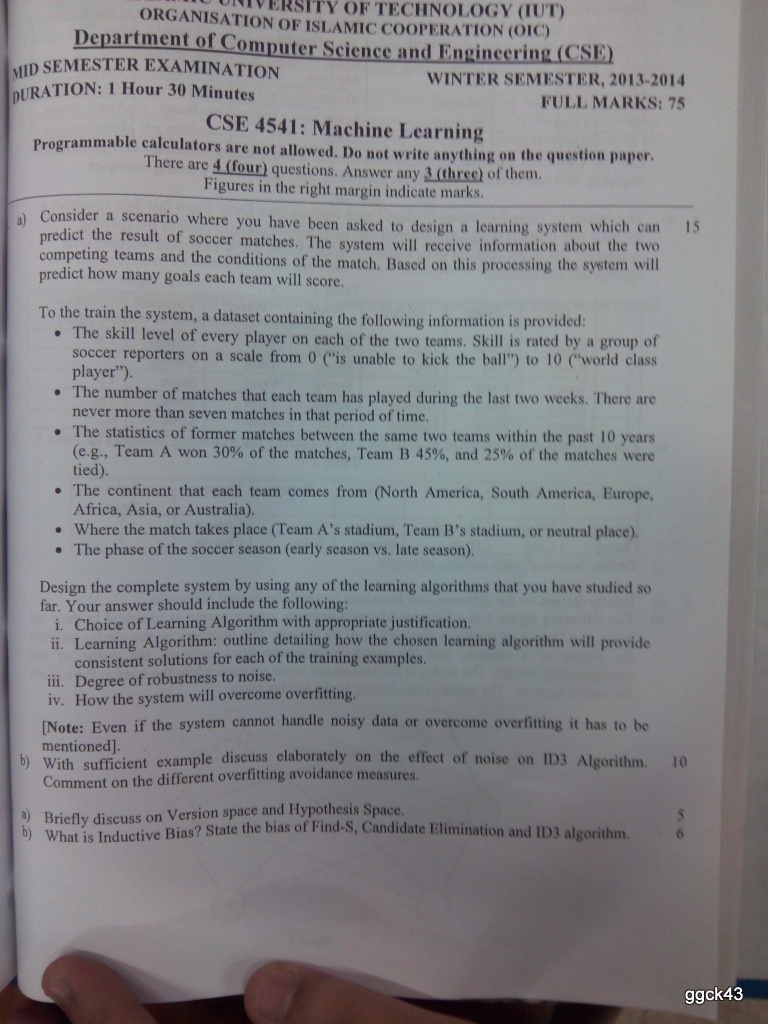 UNIVERSITY OF TECHNOLOGY (IUT)
ORGANISATION OF ISLAMIC COOPERATION (OIC)
Department of Computer Science and Engineering (CSE)
MID SEMESTER EXAMINATION WINTER SEMESTER, 2013-2014
DURATION: 1 Hour 30 Minutes FULL MARKS: 75
CSE 4541: Machine Learning
Programmable calculators are not allowed. Do not write anything on the question paper.
There are 4 (four) questions. Answer any 3 (three) of them.
Figures in the right margin indicate marks.
a) Consider a scenario where you have been asked to design a learning system which can 15
predict the result of soccer matches. The system will receive information about the two
competing teams and the conditions of the match. Based on this processing the system will
predict how many goals each team will score.
To the train the system, a dataset containing the following information is provided:
• The skill level of every player on each of the two teams. Skill is rated by a group of
soccer reporters on a scale from 0 ("is unable to kick the ball") to 10 ("world class
player").
• The number of matches that each team has played during the last two weeks. There are
never more than seven matches in that period of time.
• The statistics of former matches between the same two teams within the past 10 years
(e.g., Team A won 30% of the matches, Team B 45%, and 25% of the matches were
tied).
• The continent that each team comes from (North America, South America, Europe,
Africa, Asia, or Australia).
• Where the match takes place (Team A's stadium, Team B's stadium, or neutral place).
• The phase of the soccer season (early season vs. late season).
Design the complete system by using any of the learning algorithms that you have studied so
far. Your answer should include the following:
i. Choice of Learning Algorithm with appropriate justification.
ii. Learning Algorithm: outline detailing how the chosen learning algorithm will provide
consistent solutions for each of the training examples.
iii. Degree of robustness to noise.
iv. How the system will overcome overfitting.
[Note: Even if the system cannot handle noisy data or overcome overfitting it has to be
mentioned].
b) With sufficient example discuss elaborately on the effect of noise on ID3 Algorithm. 10
Comment on the different overfitting avoidance measures.
a) Briefly discuss on Version space and Hypothesis Space. 5
b) What is Inductive Bias? State the bias of Find-S, Candidate Elimination and ID3 algorithm. 6
ggck43